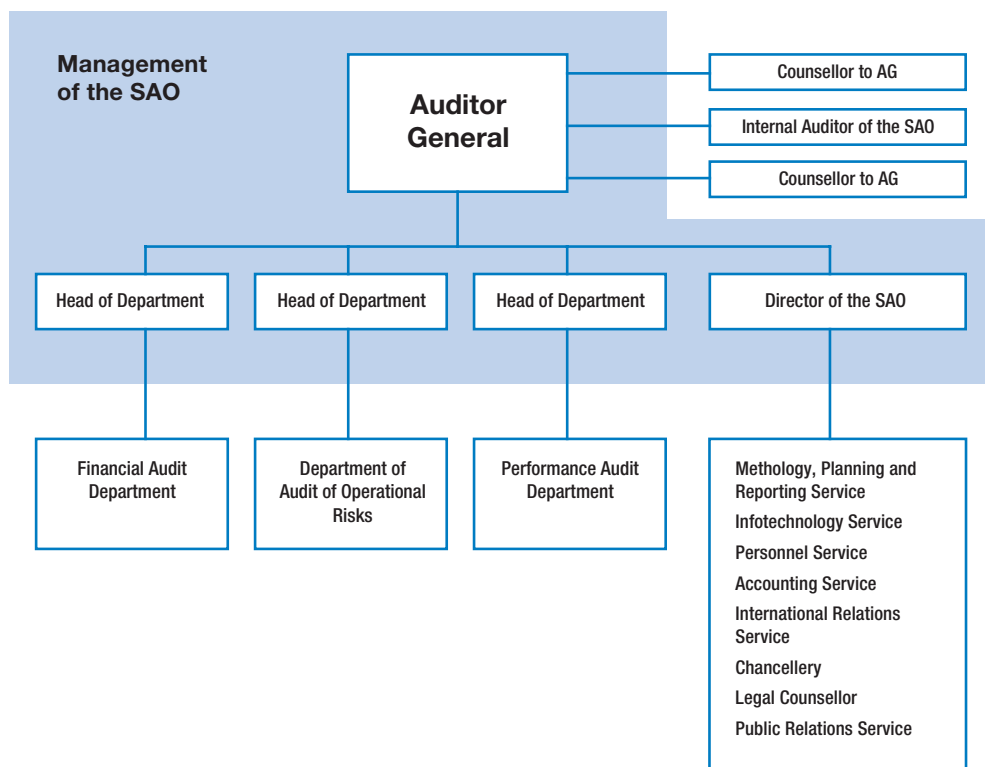 Management
of the SAO
Auditor
General
Counsellor to AG
Internal Auditor of the SAO
Counsellor to AG
Head of Department
Head of Department
Head of Department
Director of the SAO
Financial Audit
Department
Department of
Audit of Operational
Risks
Performance Audit
Department
Methology, Planning and
Reporting Service
Infotechnology Service
Personnel Service
Accounting Service
International Relations
Service
Chancellery
Legal Counsellor
Public Relations Service